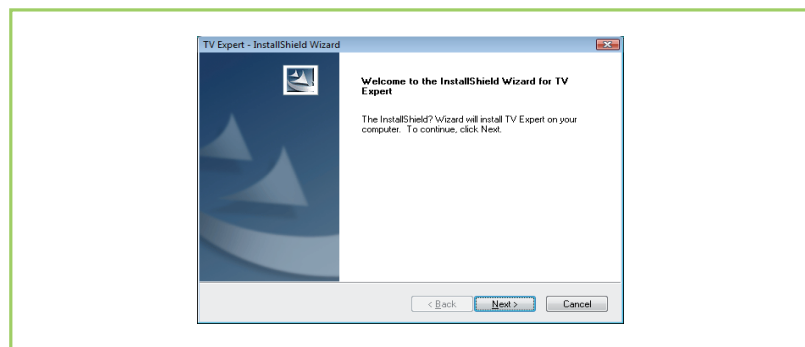 TV Expert - InstallShield Wizard
Welcome to the InstallShield Wizard for TV
Expert
The InstallShield? Wizard will install TV Expert on your
computer. To continue, click Next.
< Back
Next >
Cancel